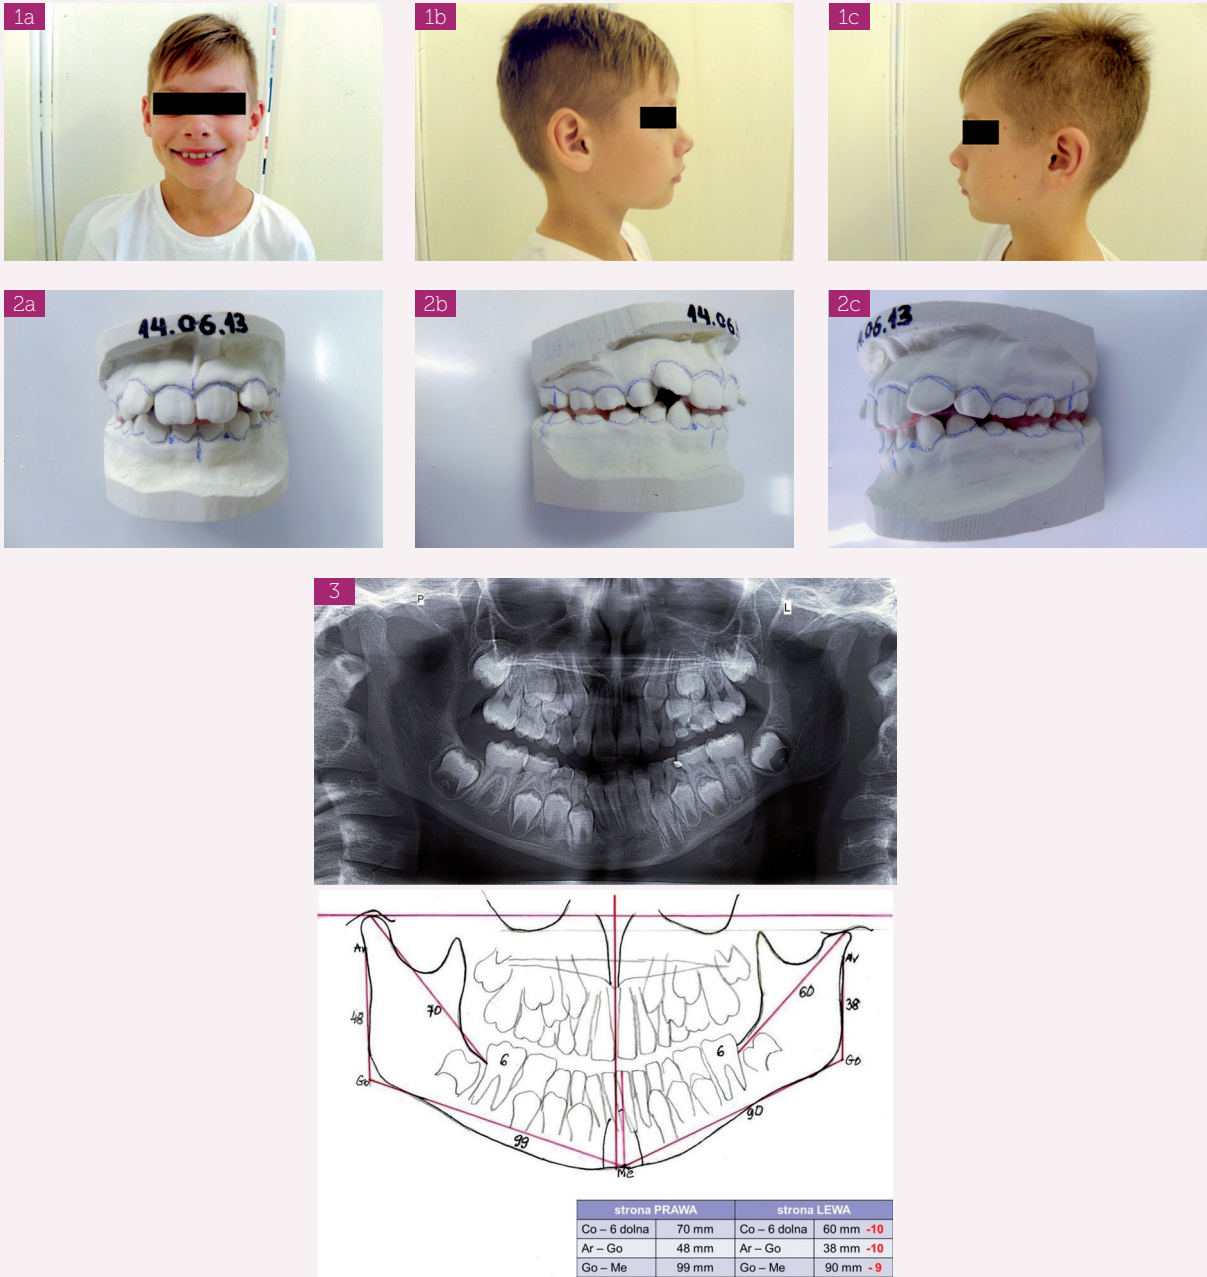 1a
1b
1c
2a
14.06.13
2b
14.06.
2c
.06.13
3
P
L
Ar
Ar
48
70
60
38
6
6
Go
Go
99
90
Me
strona PRAWA strona LEWA
Co – 6 dolna 70 mm Co – 6 dolna 60 mm -10
Ar – Go 48 mm Ar – Go 38 mm -10
Go – Me 99 mm Go – Me 90 mm - 9